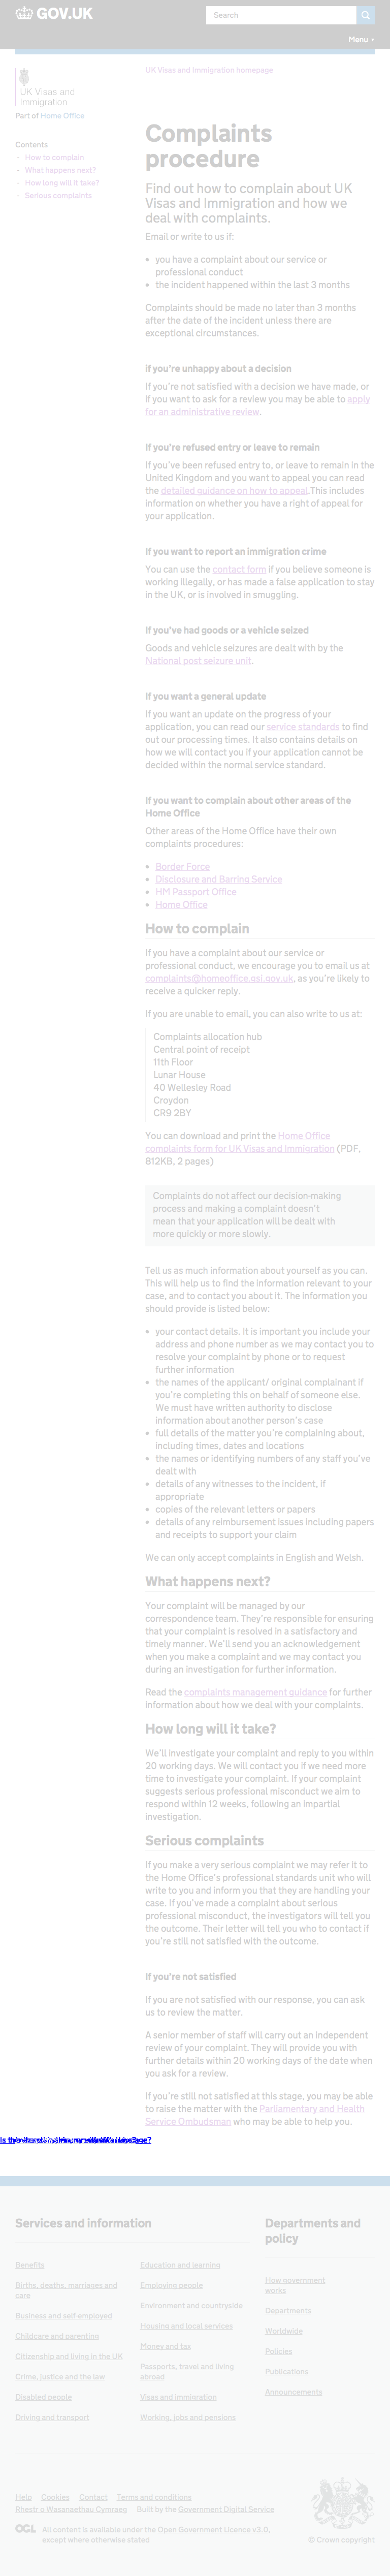 GOV.UK
Search
Menu
UK Visas and
Immigration
Part of Home Office
Contents
How to complain
What happens next?
How long will it take?
Serious complaints
UK Visas and Immigration homepage
Complaints
procedure
Find out how to complain about UK
Visas and Immigration and how we
deal with complaints.
Email or write to us if:
you have a complaint about our service or
professional conduct
the incident happened within the last 3 months
Complaints should be made no later than 3 months
after the date of the incident unless there are
exceptional circumstances.
If you're unhappy about a decision
If you're not satisfied with a decision we have made, or
if you want to ask for a review you may be able to apply
for an administrative review.
If you're refused entry or leave to remain
If you've been refused entry to, or leave to remain in the
United Kingdom and you want to appeal you can read
the detailed guidance on how to appeal.This includes
information on whether you have a right of appeal for
your application.
If you want to report an immigration crime
You can use the contact form if you believe someone is
working illegally, or has made a false application to stay
in the UK, or is involved in smuggling.
If you've had goods or a vehicle seized
Goods and vehicle seizures are dealt with by the
National post seizure unit.
If you want a general update
If you want an update on the progress of your
application, you can read our service standards to find
out our processing times. It also contains details on
how we will contact you if your application cannot be
decided within the normal service standard.
If you want to complain about other areas of the
Home Office
Other areas of the Home Office have their own
complaints procedures:
Border Force
Disclosure and Barring Service
HM Passport Office
Home Office
How to complain
If you have a complaint about our service or
professional conduct, we encourage you to email us at
complaints@homeoffice.gsi.gov.uk, as you're likely to
receive a quicker reply.
If you are unable to email, you can also write to us at:
Complaints allocation hub
Central point of receipt
11th Floor
Lunar House
40 Wellesley Road
Croydon
CR9 2BY
You can download and print the Home Office
complaints form for UK Visas and Immigration (PDF,
812KB, 2 pages)
Complaints do not affect our decision-making
process and making a complaint doesn't
mean that your application will be dealt with
more quickly or more slowly.
Tell us as much information about yourself as you can.
This will help us to find the information relevant to your
case, and to contact you about it. The information you
should provide is listed below:
your contact details. It is important you include your
address and phone number as we may contact you to
resolve your complaint by phone or to request
further information
the names of the applicant/ original complainant if
you're completing this on behalf of someone else.
We must have written authority to disclose
information about another person's case
full details of the matter you're complaining about,
including times, dates and locations
the names or identifying numbers of any staff you've
dealt with
details of any witnesses to the incident, if
appropriate
copies of the relevant letters or papers
details of any reimbursement issues including papers
and receipts to support your claim
We can only accept complaints in English and Welsh.
What happens next?
Your complaint will be managed by our
correspondence team. They're responsible for ensuring
that your complaint is resolved in a satisfactory and
timely manner. We'll send you an acknowledgement
when you make a complaint and we may contact you
during an investigation for further information.
Read the complaints management guidance for further
information about how we deal with your complaints.
How long will it take?
We'll investigate your complaint and reply to you within
20 working days. We will contact you if we need more
time to investigate your complaint. If your complaint
suggests serious professional misconduct we aim to
respond within 12 weeks, following an impartial
investigation.
Serious complaints
If you make a very serious complaint we may refer it to
the Home Office's professional standards unit who will
write to you and inform you that they are handling your
case. If you've made a complaint about serious
professional misconduct, the investigators will tell you
the outcome. Their letter will tell you who to contact if
you're still not satisfied with the outcome.
If you're not satisfied
If you are not satisfied with our response, you can ask
us to review the matter.
A senior member of staff will carry out an independent
review of your complaint. They will provide you with
further details within 20 working days of the date when
you ask for a review.
If you're still not satisfied at this stage, you may be able
to refer the matter with the Parliamentary and Health
Service Ombudsman who may be able to help you.
Services and information
Benefits
Births, deaths, marriages and
care
Business and self-employed
Childcare and parenting
Citizenship and living in the UK
Crime, justice and the law
Disabled people
Driving and transport
Education and learning
Employing people
Environment and countryside
Housing and local services
Money and tax
Passports, travel and living
abroad
Visas and immigration
Working, jobs and pensions
Departments and
policy
How government
works
Departments
Worldwide
Policies
Publications
Announcements
Help Cookies Contact Terms and conditions
Rhestr o Wasanaethau Cymraeg Built by the Government Digital Service
OGL All content is available under the Open Government Licence v3.0,
except where otherwise stated
© Crown copyright